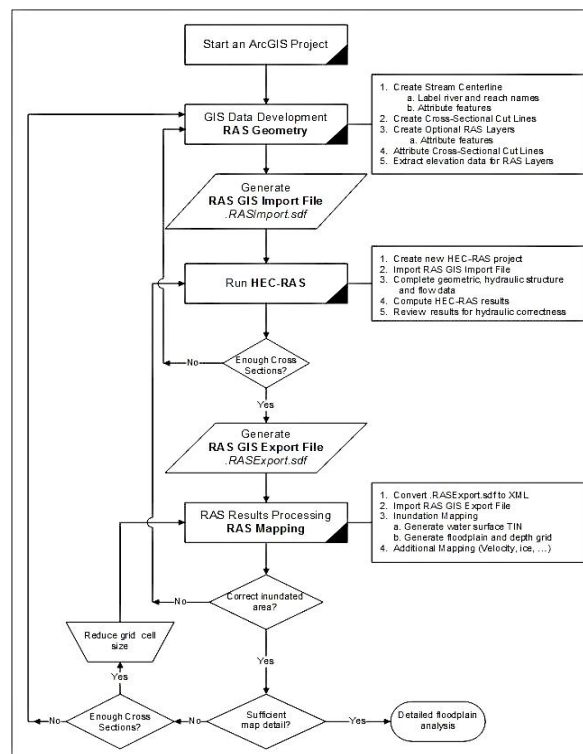 Start an ArcGIS Project
GIS Data Development
RAS Geometry
1. Create Stream Centerline
a. Label river and reach names
b. Attribute features
2. Create Cross-Sectional Cut Lines
3. Create Optional RAS Layers
a. Attribute features
4. Attribute Cross-Sectional Cut Lines
5. Extract elevation data for RAS Layers
Generate
RAS GIS Import File
.RASImport.sdf
Run HEC-RAS
1. Create new HEC-RAS project
2. Import RAS GIS Import File
3. Complete geometric, hydraulic structure
and flow data
4. Compute HEC-RAS results
5. Review results for hydraulic correctness
No
Enough Cross
Sections?
Yes
Generate
RAS GIS Export File
.RASExport.sdf
RAS Results Processing
RAS Mapping
1. Convert .RASExport.sdf to XML
2. Import RAS GIS Export File
3. Inundation Mapping
a. Generate water surface TIN
b. Generate floodplain and depth grid
4. Additional Mapping (Velocity, ice, ...)
No
Correct inundated
area?
Reduce grid cell
size
Yes
Yes
No
Enough Cross
Sections?
No
Sufficient
map detail?
Yes
Detailed floodplain
analysis